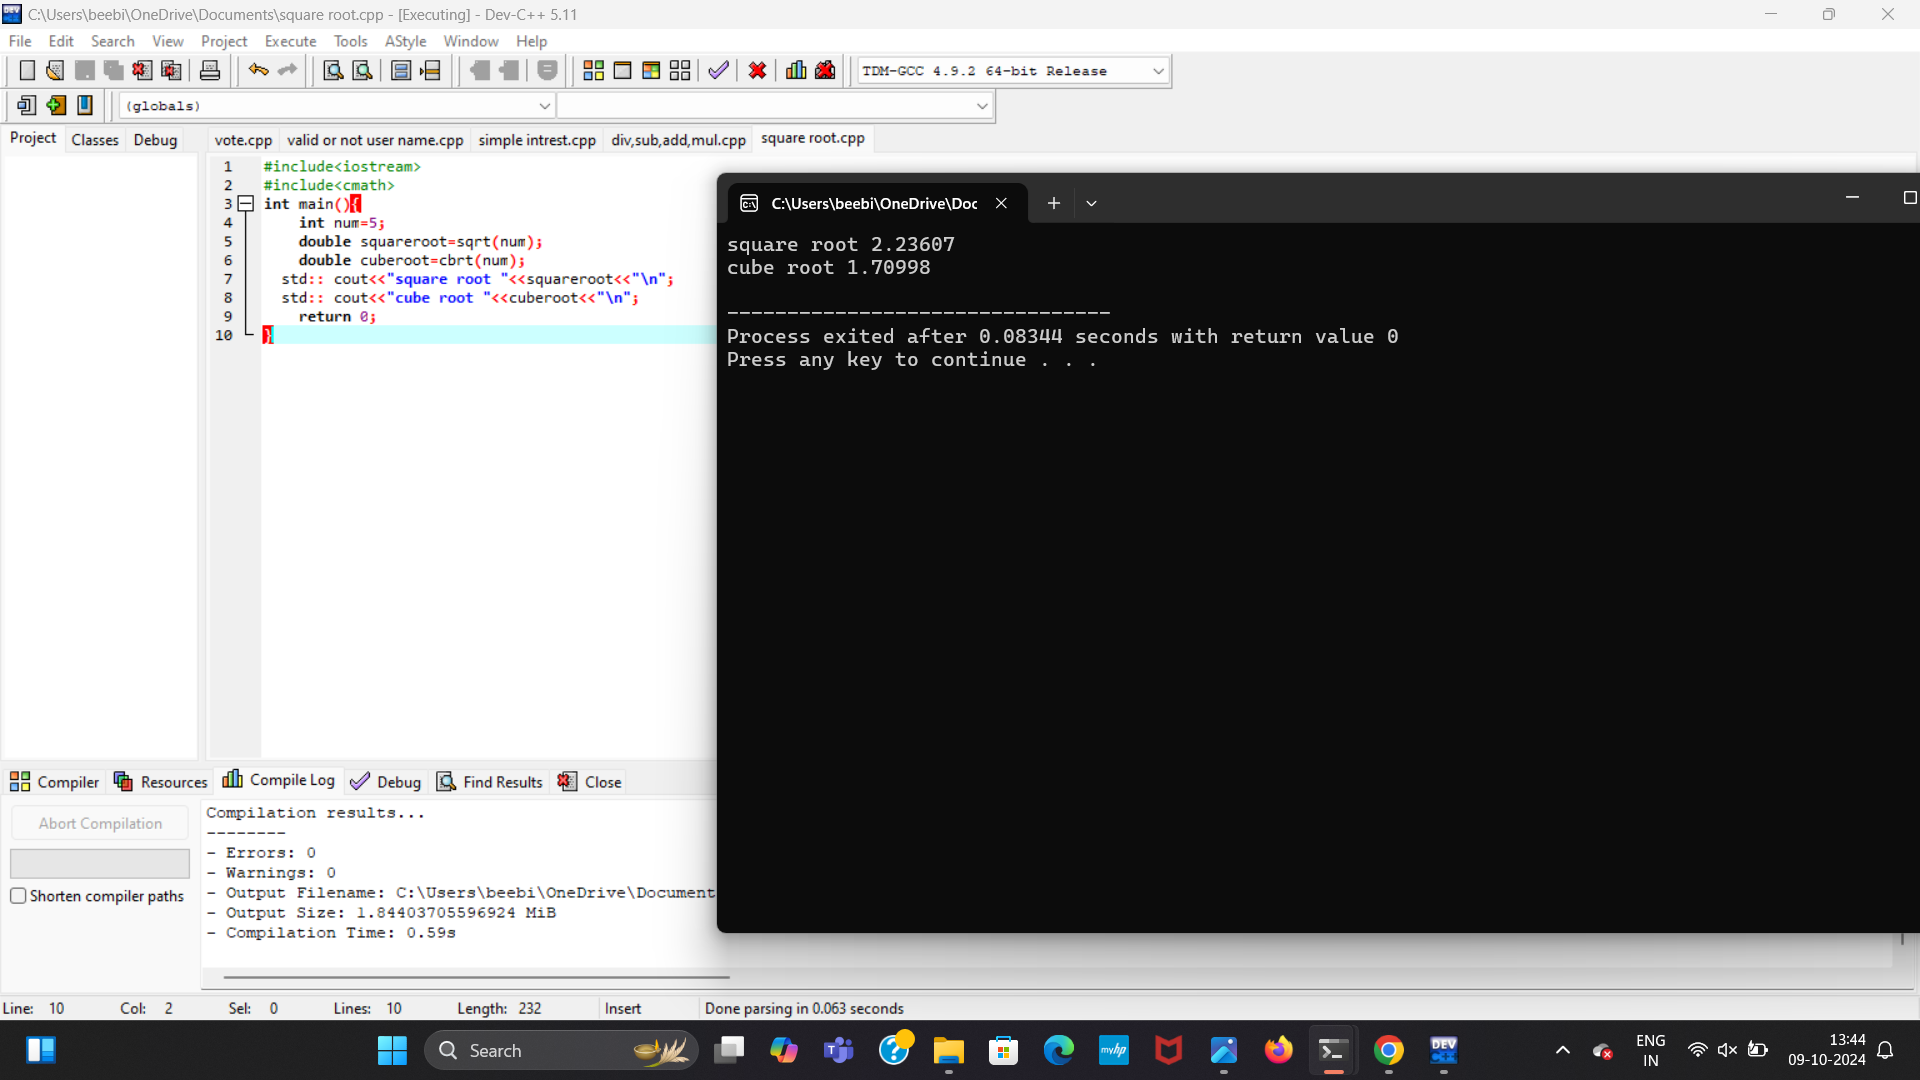 C:\Users\beebi\OneDrive\Documents\square root.cpp - [Executing] - Dev-C++ 5.11
File Edit Search View Project Execute Tools AStyle Window Help
TDM-GCC 4.9.2 64-bit Release
(globals)
Project Classes Debug vote.cpp valid or not user name.cpp simple intrest.cpp div,sub,add,mul.cpp square root.cpp
1 #include<iostream>
2 #include<cmath>
3 int main(){
4 int num=5;
5 double squareroot=sqrt(num);
6 double cuberoot=cbrt(num);
7 std:: cout<<"square root "<<squareroot<<"\n";
8 std:: cout<<"cube root "<<cuberoot<<"\n";
9 return 0;
10 }
C:\Users\beebi\OneDrive\Doc
square root 2.23607
cube root 1.70998
--------------------------------
Process exited after 0.08344 seconds with return value 0
Press any key to continue . . .
Compiler Resources Compile Log Debug Find Results Close
Abort Compilation
Shorten compiler paths
Compilation results...
--------
- Errors: 0
- Warnings: 0
- Output Filename: C:\Users\beebi\OneDrive\Document
- Output Size: 1.84403705596924 MiB
- Compilation Time: 0.59s
Line: 10 Col: 2 Sel: 0 Lines: 10 Length: 232 Insert Done parsing in 0.063 seconds
Search
myhp
DEV
C++
ENG
IN
13:44
09-10-2024